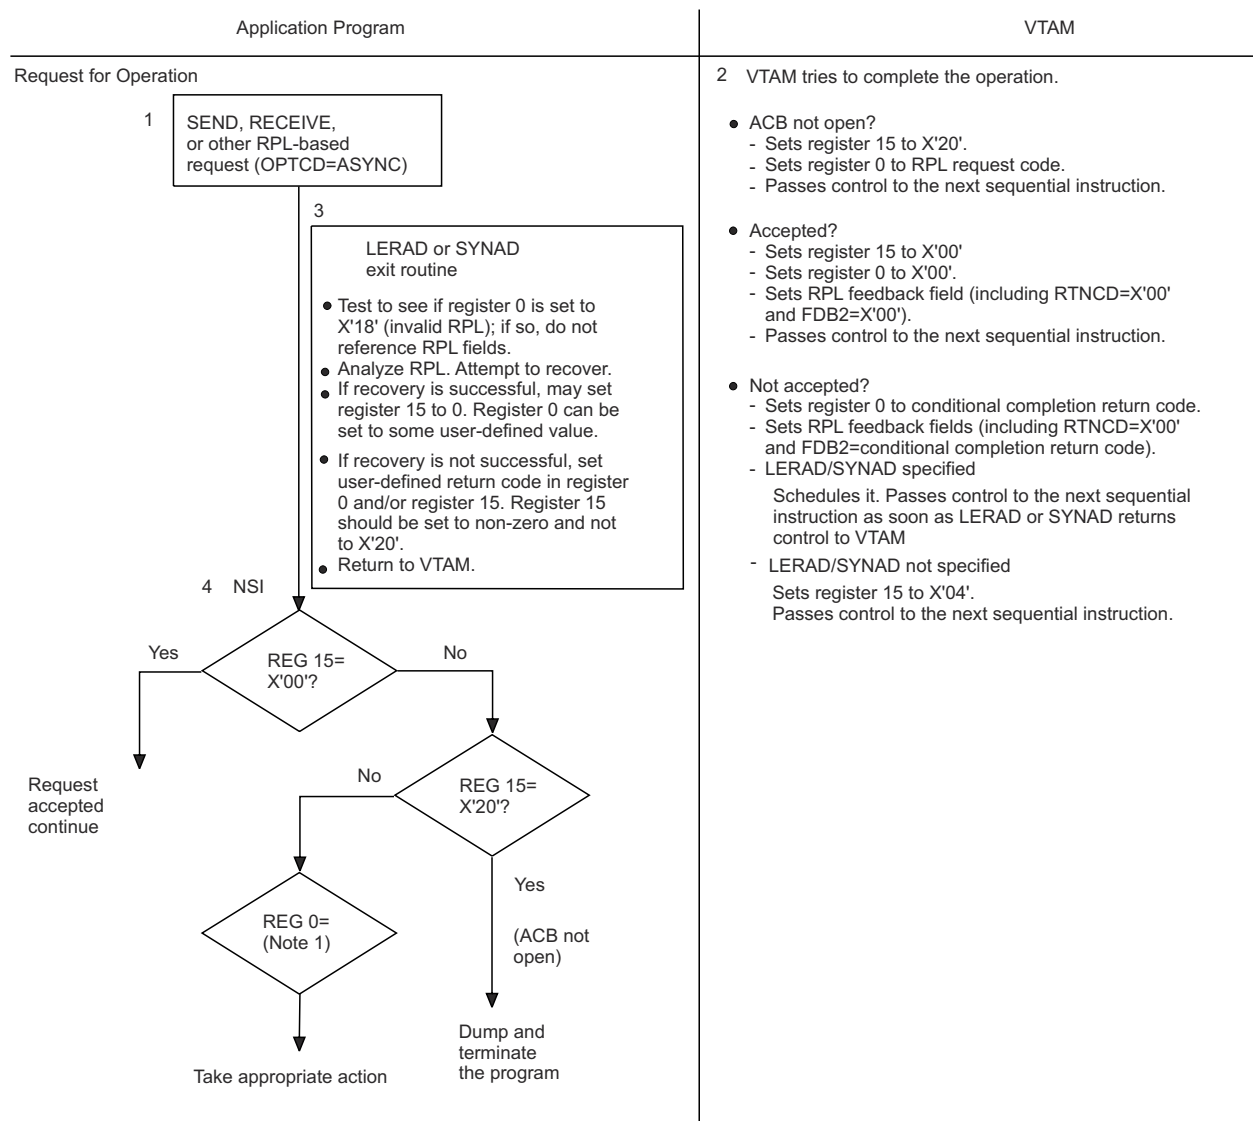 Application Program
VTAM
Request for Operation
1
SEND, RECEIVE,
or other RPL-based
request (OPTCD=ASYNC)
3
LERAD or SYNAD
exit routine
● Test to see if register 0 is set to
X'18' (invalid RPL); if so, do not
reference RPL fields.
● Analyze RPL. Attempt to recover.
● If recovery is successful, may set
register 15 to 0. Register 0 can be
set to some user-defined value.
● If recovery is not successful, set
user-defined return code in register
0 and/or register 15. Register 15
should be set to non-zero and not
to X'20'.
● Return to VTAM.
4 NSI
REG 15=
X'00'?
Yes
No
Request
accepted
continue
REG 15=
X'20'?
No
Yes
(ACB not
open)
REG 0=
(Note 1)
Take appropriate action
Dump and
terminate
the program
2 VTAM tries to complete the operation.
● ACB not open?
- Sets register 15 to X'20'.
- Sets register 0 to RPL request code.
- Passes control to the next sequential instruction.
● Accepted?
- Sets register 15 to X'00'
- Sets register 0 to X'00'.
- Sets RPL feedback field (including RTNCD=X'00'
and FDB2=X'00').
- Passes control to the next sequential instruction.
● Not accepted?
- Sets register 0 to conditional completion return code.
- Sets RPL feedback fields (including RTNCD=X'00'
and FDB2=conditional completion return code).
- LERAD/SYNAD specified
Schedules it. Passes control to the next sequential
instruction as soon as LERAD or SYNAD returns
control to VTAM
- LERAD/SYNAD not specified
Sets register 15 to X'04'.
Passes control to the next sequential instruction.